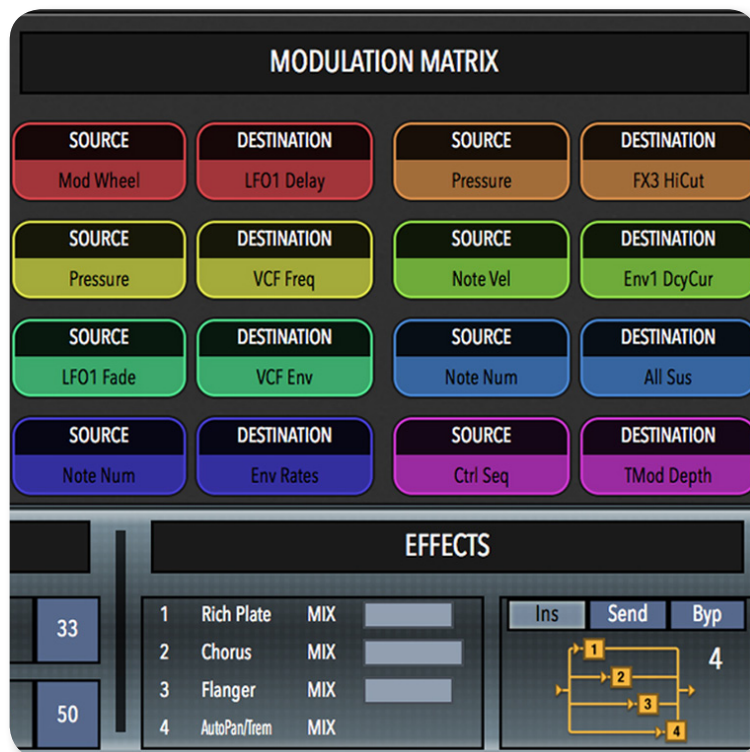 MODULATION MATRIX
SOURCE DESTINATION SOURCE DESTINATION
Mod Wheel LFO1 Delay Pressure FX3 HiCut
SOURCE DESTINATION SOURCE DESTINATION
Pressure VCF Freq Note Vel Env1 DcyCur
SOURCE DESTINATION SOURCE DESTINATION
LFO1 Fade VCF Env Note Num All Sus
SOURCE DESTINATION SOURCE DESTINATION
Note Num Env Rates Ctrl Seq TMod Depth
EFFECTS
33
50
1 Rich Plate MIX
2 Chorus MIX
3 Flanger MIX
4 AutoPan/Trem MIX
Ins Send Byp
1
2
3
4
4